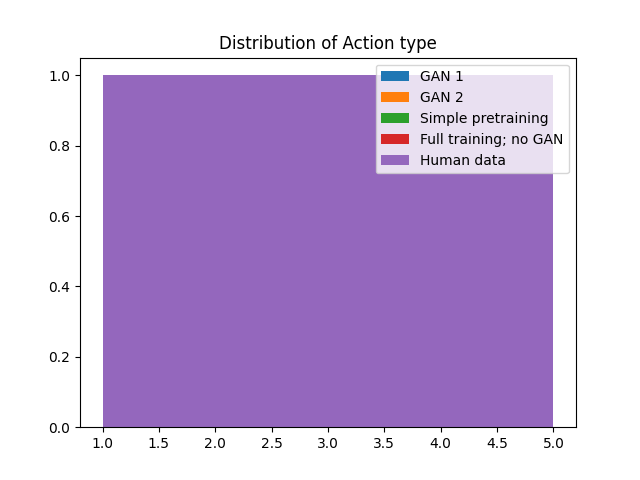 Distribution of Action type
1.0
0.8
0.6
0.4
0.2
0.0
GAN 1
GAN 2
Simple pretraining
Full training; no GAN
Human data
1.0 1.5 2.0 2.5 3.0 3.5 4.0 4.5 5.0